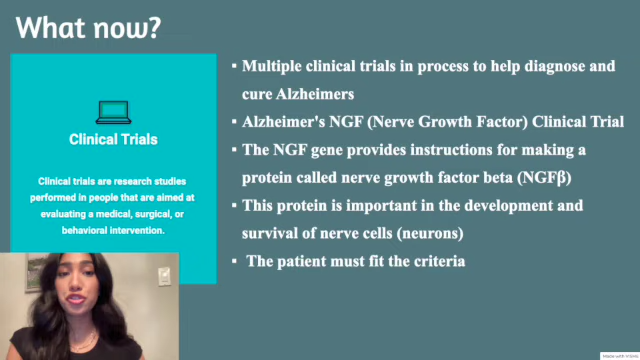 What now?
Clinical Trials
Clinical trials are research studies
performed in people that are aimed at
evaluating a medical, surgical, or
behavioral intervention.
▪ Multiple clinical trials in process to help diagnose and
cure Alzheimers
▪ Alzheimer's NGF (Nerve Growth Factor) Clinical Trial
▪ The NGF gene provides instructions for making a
protein called nerve growth factor beta (NGFβ)
▪ This protein is important in the development and
survival of nerve cells (neurons)
▪ The patient must fit the criteria
Made with